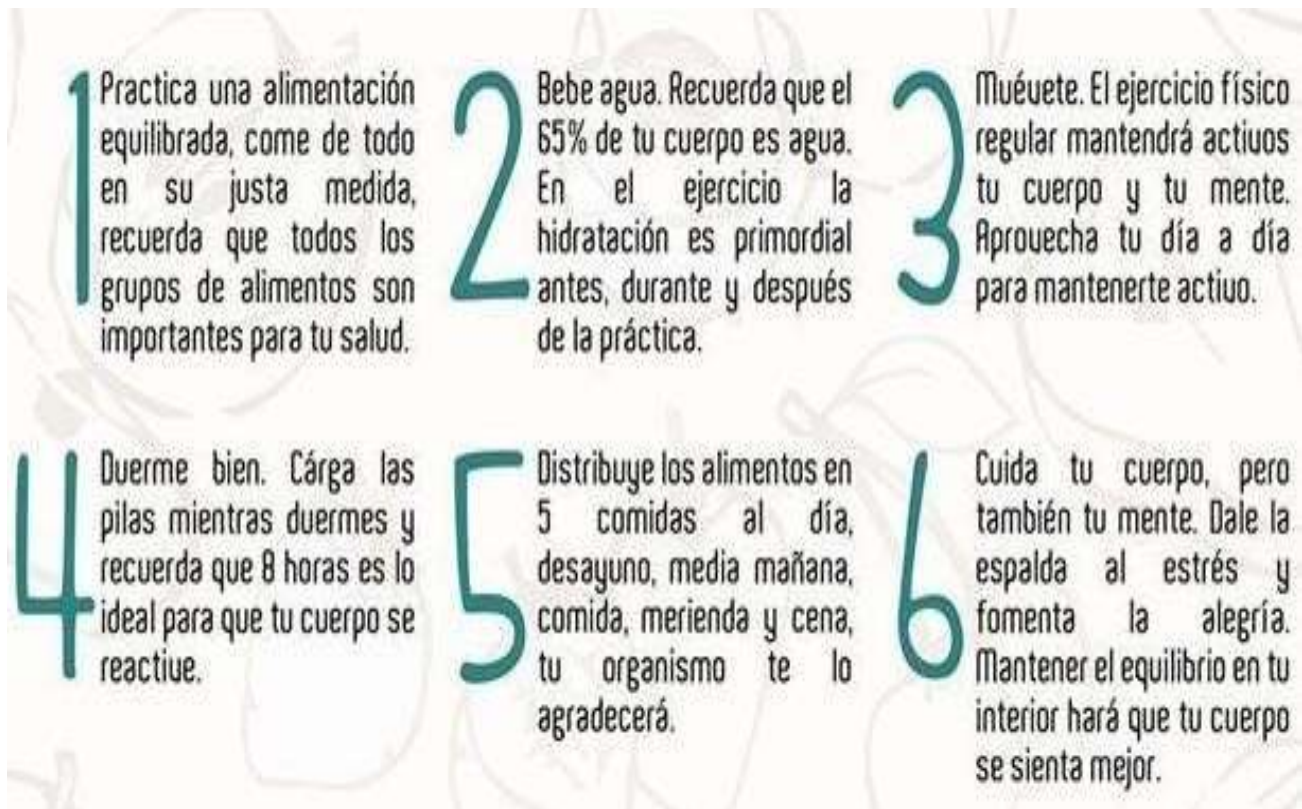 1
Practica una alimentación
equilibrada, come de todo
en su justa medida,
recuerda que todos los
grupos de alimentos son
importantes para tu salud.
2
Bebe agua. Recuerda que el
65% de tu cuerpo es agua.
En el ejercicio la
hidratación es primordial
antes, durante y después
de la práctica.
3
Muévete. El ejercicio físico
regular mantendrá activos
tu cuerpo y tu mente.
Aprovecha tu día a día
para mantenerte activo.
4
Duerme bien. Cárga las
pilas mientras duermes y
recuerda que 8 horas es lo
ideal para que tu cuerpo se
reactive.
5
Distribuye los alimentos en
5 comidas al día,
desayuno, media mañana,
comida, merienda y cena,
tu organismo te lo
agradecerá.
6
Cuida tu cuerpo, pero
también tu mente. Dale la
espalda al estrés y
fomenta la alegría.
Mantener el equilibrio en tu
interior hará que tu cuerpo
se sienta mejor.